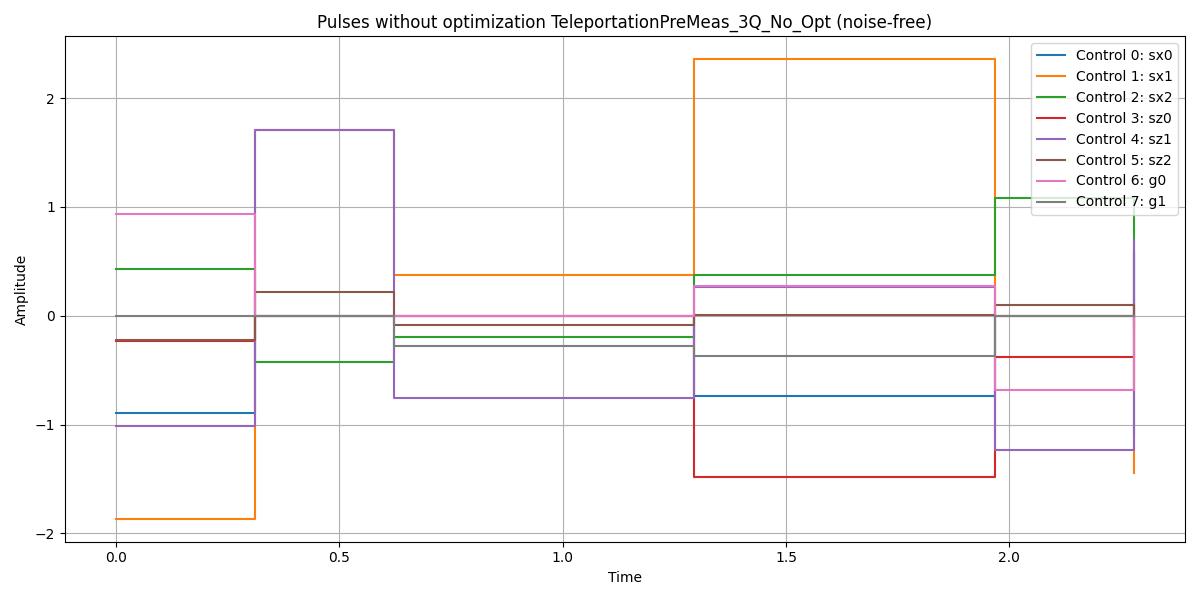 Pulses without optimization TeleportationPreMeas_3Q_No_Opt (noise-free)
Control 0: sx0
Control 1: sx1
Control 2: sx2
Control 3: sz0
Control 4: sz1
Control 5: sz2
Control 6: g0
Control 7: g1
Amplitude
2
1
0
−1
−2
0.0
0.5
1.0
1.5
2.0
Time